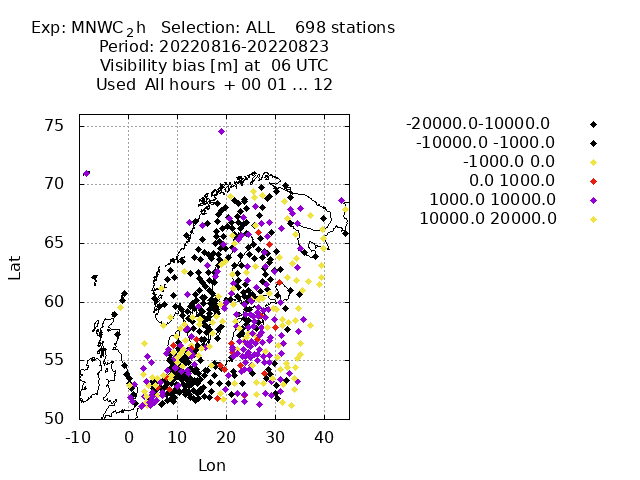 Exp: MNWC2h Selection: ALL 698 stations
Period: 20220816-20220823
Visibility bias [m] at 06 UTC
Used All hours + 00 01 ... 12
-20000.0-10000.0
-10000.0 -1000.0
-1000.0 0.0
0.0 1000.0
1000.0 10000.0
10000.0 20000.0
75
70
65
60
55
50
Lat
-10 0 10 20 30 40
Lon